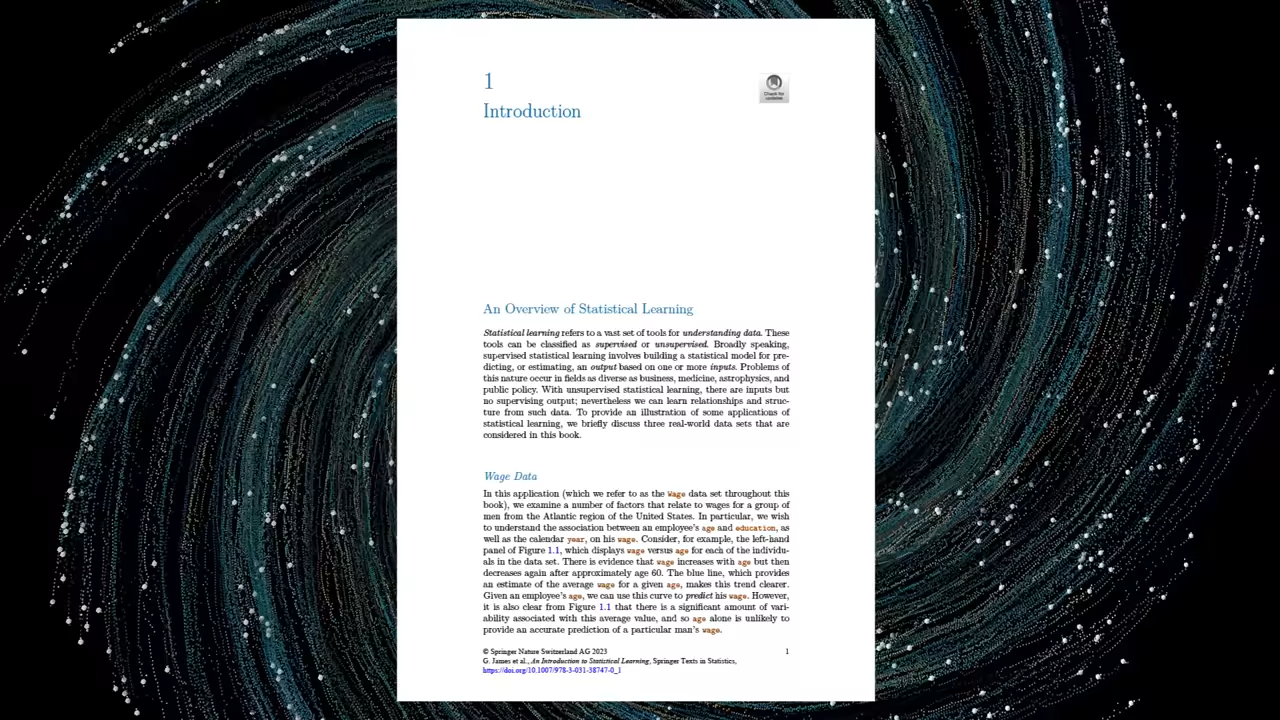 1
Introduction
Check for
updates
An Overview of Statistical Learning
Statistical learning refers to a vast set of tools for understanding data. These
tools can be classified as supervised or unsupervised. Broadly speaking,
supervised statistical learning involves building a statistical model for pre-
dicting, or estimating, an output based on one or more inputs. Problems of
this nature occur in fields as diverse as business, medicine, astrophysics, and
public policy. With unsupervised statistical learning, there are inputs but
no supervising output; nevertheless we can learn relationships and struc-
ture from such data. To provide an illustration of some applications of
statistical learning, we briefly discuss three real-world data sets that are
considered in this book.
Wage Data
In this application (which we refer to as the Wage data set throughout this
book), we examine a number of factors that relate to wages for a group of
men from the Atlantic region of the United States. In particular, we wish
to understand the association between an employee's age and education, as
well as the calendar year, on his wage. Consider, for example, the left-hand
panel of Figure 1.1, which displays wage versus age for each of the individu-
als in the data set. There is evidence that wage increases with age but then
decreases again after approximately age 60. The blue line, which provides
an estimate of the average wage for a given age, makes this trend clearer.
Given an employee's age, we can use this curve to predict his wage. However,
it is also clear from Figure 1.1 that there is a significant amount of vari-
ability associated with this average value, and so age alone is unlikely to
provide an accurate prediction of a particular man's wage.
© Springer Nature Switzerland AG 2023 1
G. James et al., An Introduction to Statistical Learning, Springer Texts in Statistics,
https://doi.org/10.1007/978-3-031-38747-0_1